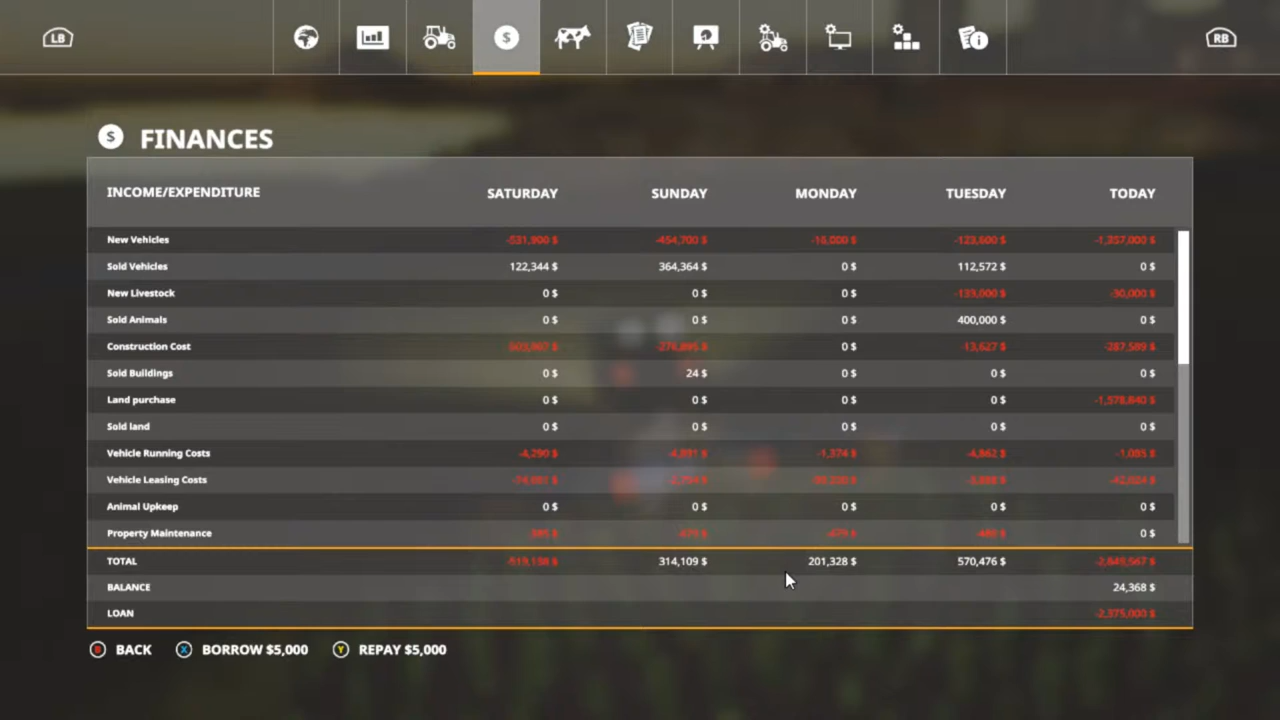 LB RB
FINANCES
INCOME/EXPENDITURE SATURDAY SUNDAY MONDAY TUESDAY TODAY
New Vehicles -531,900 $ -454,700 $ -16,000 $ -123,600 $ -1,357,000 $
Sold Vehicles 122,344 $ 364,364 $ 0 $ 112,572 $ 0 $
New Livestock 0 $ 0 $ 0 $ -133,000 $ -30,000 $
Sold Animals 0 $ 0 $ 0 $ 400,000 $ 0 $
Construction Cost 0 $ -13,627 $ -287,589 $
Sold Buildings 0 $ 24 $ 0 $ 0 $ 0 $
Land purchase 0 $ 0 $ 0 $ 0 $ -1,578,840 $
Sold land 0 $ 0 $ 0 $ 0 $ 0 $
Vehicle Running Costs -4,290 $ -1,374 $ -4,862 $ -1,085 $
Vehicle Leasing Costs -42,024 $
Animal Upkeep 0 $ 0 $ 0 $ 0 $ 0 $
Property Maintenance 0 $
TOTAL 314,109 $ 201,328 $ 570,476 $
BALANCE 24,368 $
LOAN -2,375,000 $
BACK BORROW $5,000 REPAY $5,000